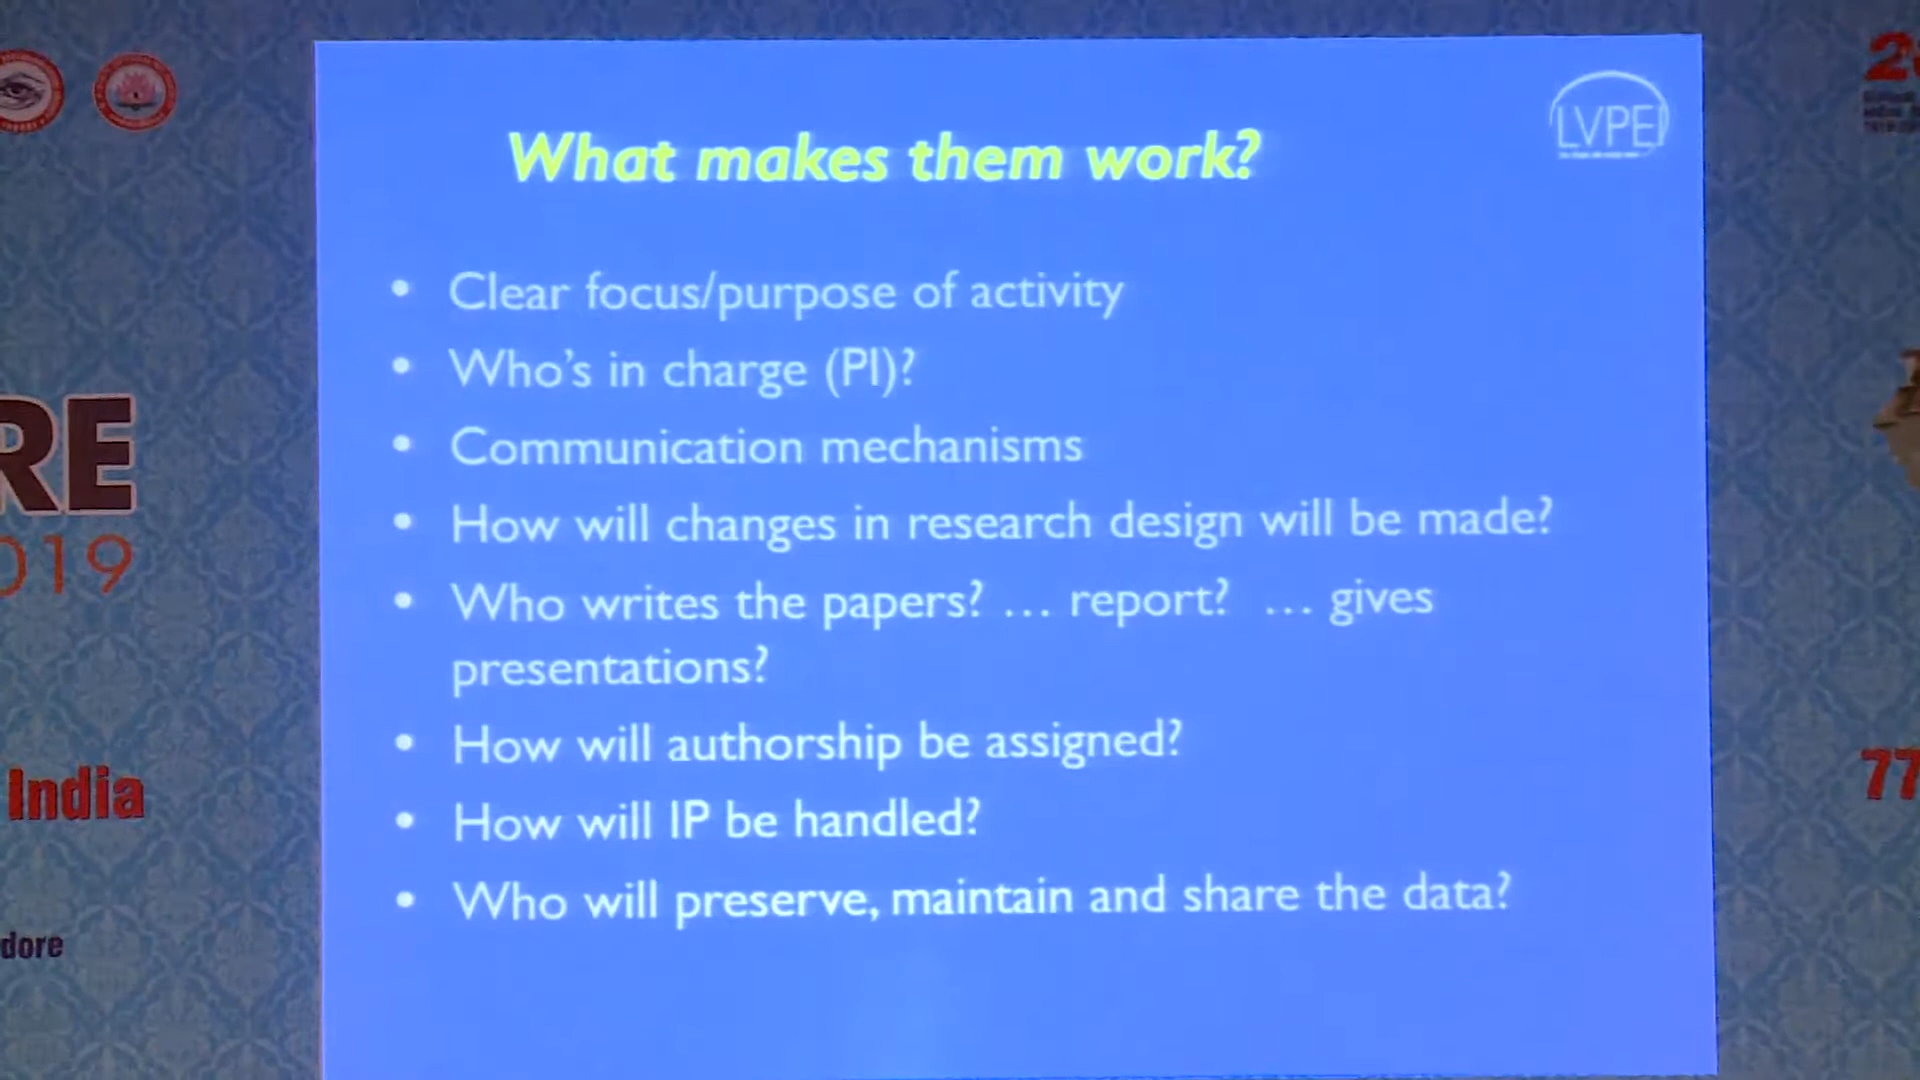 What makes them work?
LVPEI
• Clear focus/purpose of activity
• Who's in charge (PI)?
• Communication mechanisms
• How will changes in research design will be made?
• Who writes the papers? ... report? ... gives
presentations?
• How will authorship be assigned?
• How will IP be handled?
• Who will preserve, maintain and share the data?
RE
019
India
dore
77